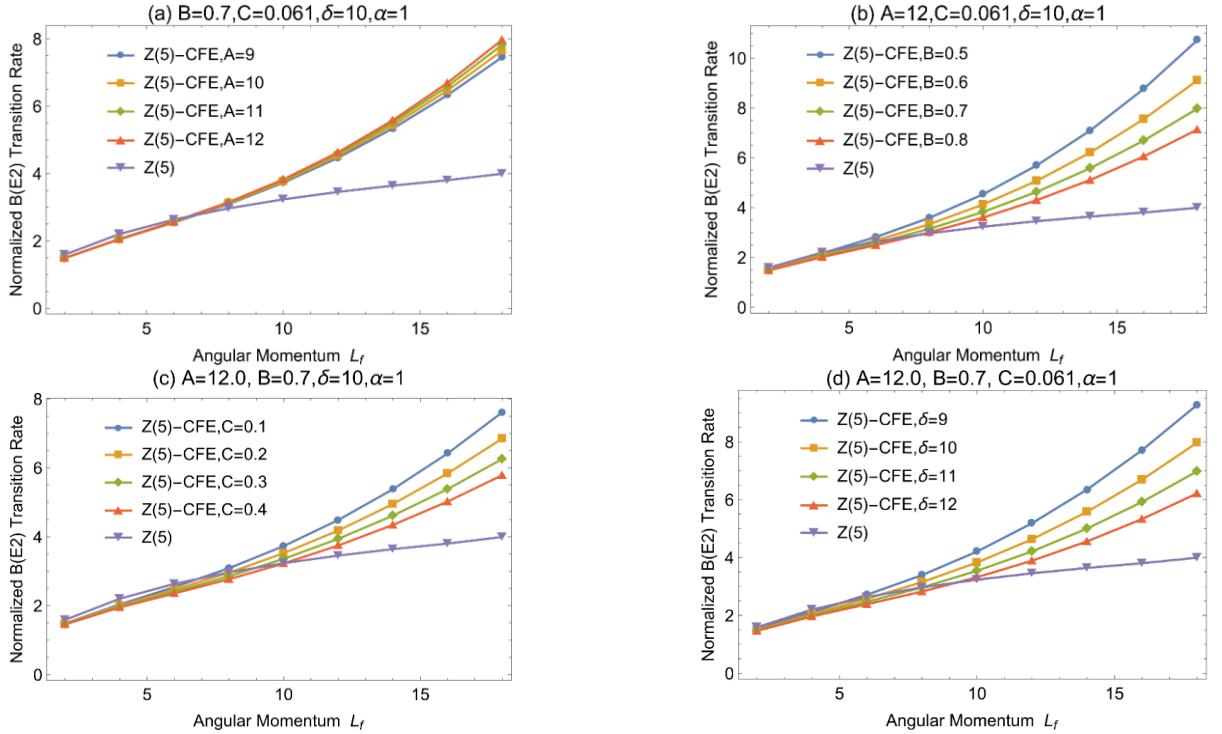 (a) B=0.7,C=0.061,δ=10,α=1
Normalized B(E2) Transition Rate
8
6
4
2
0
Z(5)−CFE,A=9
Z(5)−CFE,A=10
Z(5)−CFE,A=11
Z(5)−CFE,A=12
Z(5)
5
10
15
Angular Momentum L_f
(b) A=12,C=0.061,δ=10,α=1
Normalized B(E2) Transition Rate
10
8
6
4
2
0
Z(5)−CFE,B=0.5
Z(5)−CFE,B=0.6
Z(5)−CFE,B=0.7
Z(5)−CFE,B=0.8
Z(5)
5
10
15
Angular Momentum L_f
(c) A=12.0, B=0.7,δ=10,α=1
Normalized B(E2) Transition Rate
8
6
4
2
0
Z(5)−CFE,C=0.1
Z(5)−CFE,C=0.2
Z(5)−CFE,C=0.3
Z(5)−CFE,C=0.4
Z(5)
5
10
15
Angular Momentum L_f
(d) A=12.0, B=0.7, C=0.061,α=1
Normalized B(E2) Transition Rate
8
6
4
2
0
Z(5)−CFE,δ=9
Z(5)−CFE,δ=10
Z(5)−CFE,δ=11
Z(5)−CFE,δ=12
Z(5)
5
10
15
Angular Momentum L_f